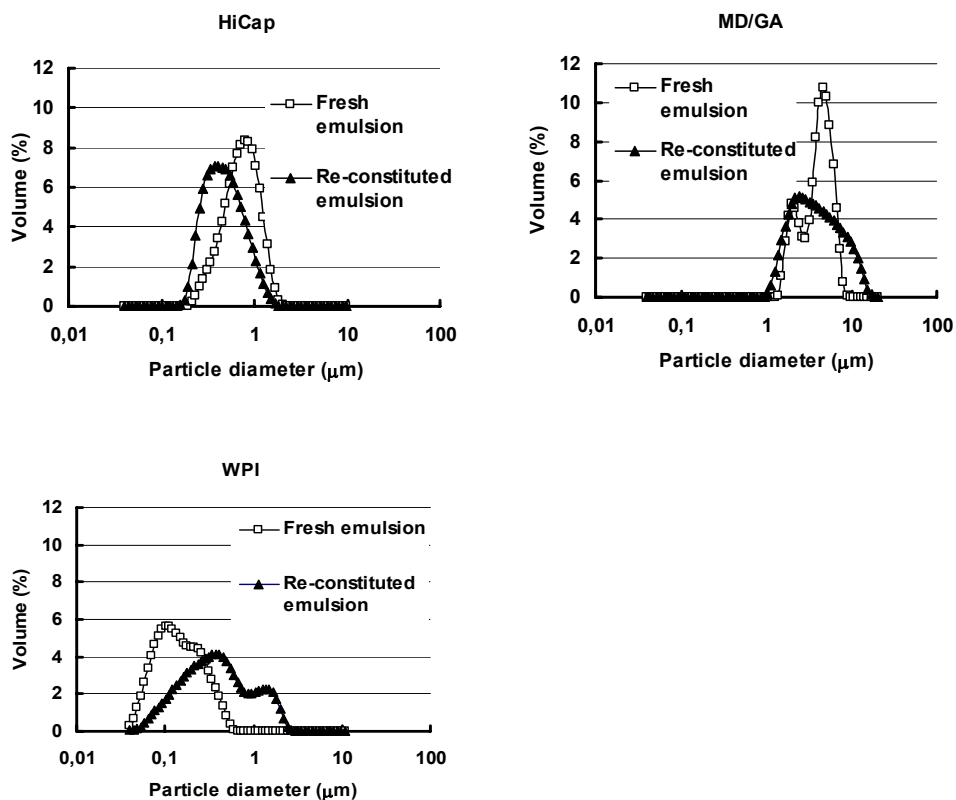 HiCap
12
10
8
6
4
2
0
Volume (%)
Fresh
emulsion
Re-constituted
emulsion
0,01
0,1
1
10
100
Particle diameter (μm)
MD/GA
12
10
8
6
4
2
0
Volume (%)
Fresh
emulsion
Re-constituted
emulsion
0,01
0,1
1
10
100
Particle diameter (μm)
WPI
12
10
8
6
4
2
0
Volume (%)
Fresh emulsion
Re-constituted
emulsion
0,01
0,1
1
10
100
Particle diameter (μm)